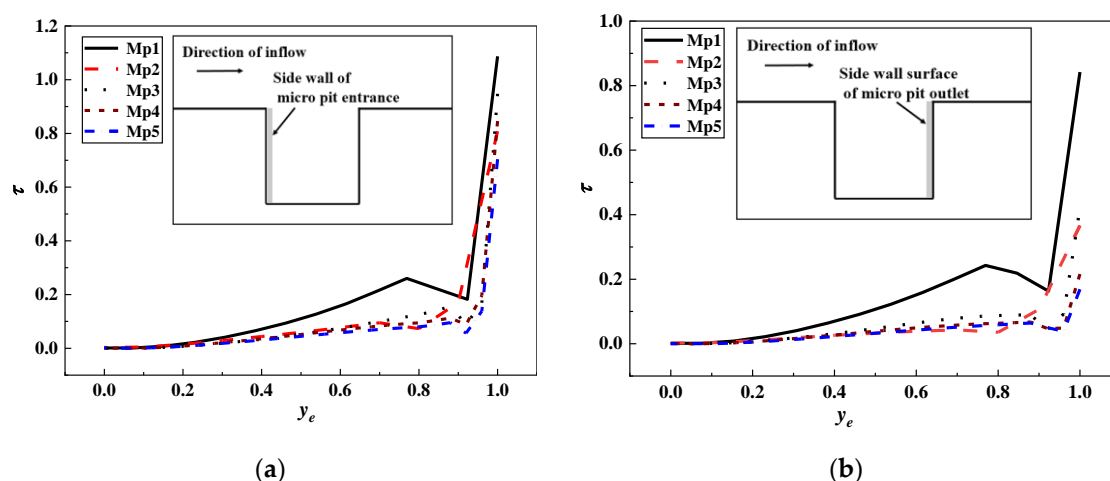 Mp1
Mp2
Mp3
Mp4
Mp5
Direction of inflow
Side wall of
micro pit entrance
1.2
1.0
0.8
0.6
0.4
0.2
0.0
τ
0.0 0.2 0.4 0.6 0.8 1.0
yₑ
(a)
Mp1
Mp2
Mp3
Mp4
Mp5
Direction of inflow
Side wall surface
of micro pit outlet
1.0
0.8
0.6
0.4
0.2
0.0
τ
0.0 0.2 0.4 0.6 0.8 1.0
yₑ
(b)